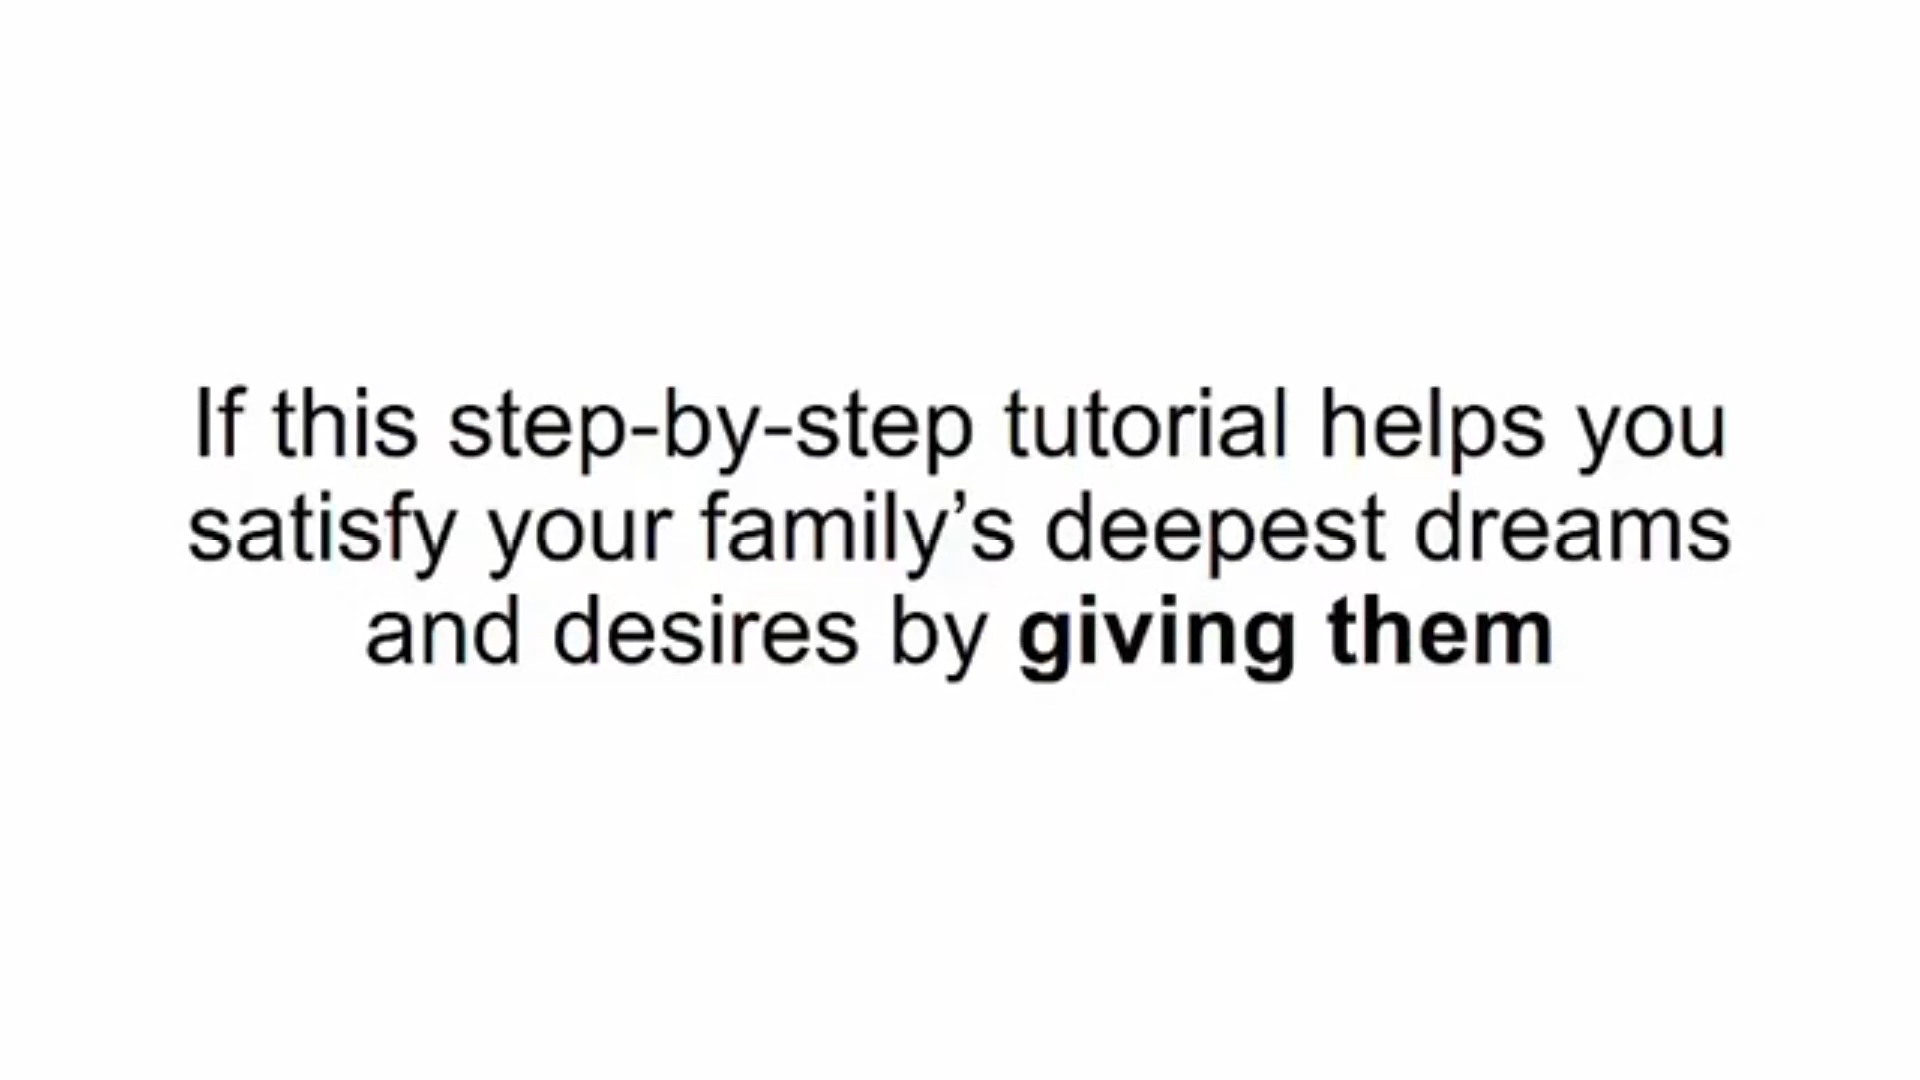 If this step-by-step tutorial helps you
satisfy your family’s deepest dreams
and desires by giving them